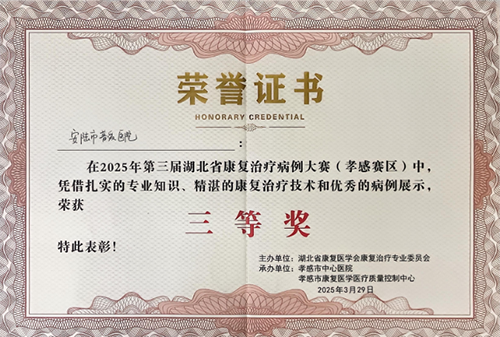 荣誉证书
HONORARY CREDENTIAL
安陆市普爱医院
:
在2025年第三届湖北省康复治疗病例大赛（孝感赛区）中，
凭借扎实的专业知识、精湛的康复治疗技术和优秀的病例展示，
荣获
三等奖
特此表彰！
主办单位：湖北省康复医学会康复治疗专业委员会
承办单位：孝感市中心医院
孝感市康复医学医疗质量控制中心
2025年3月29日